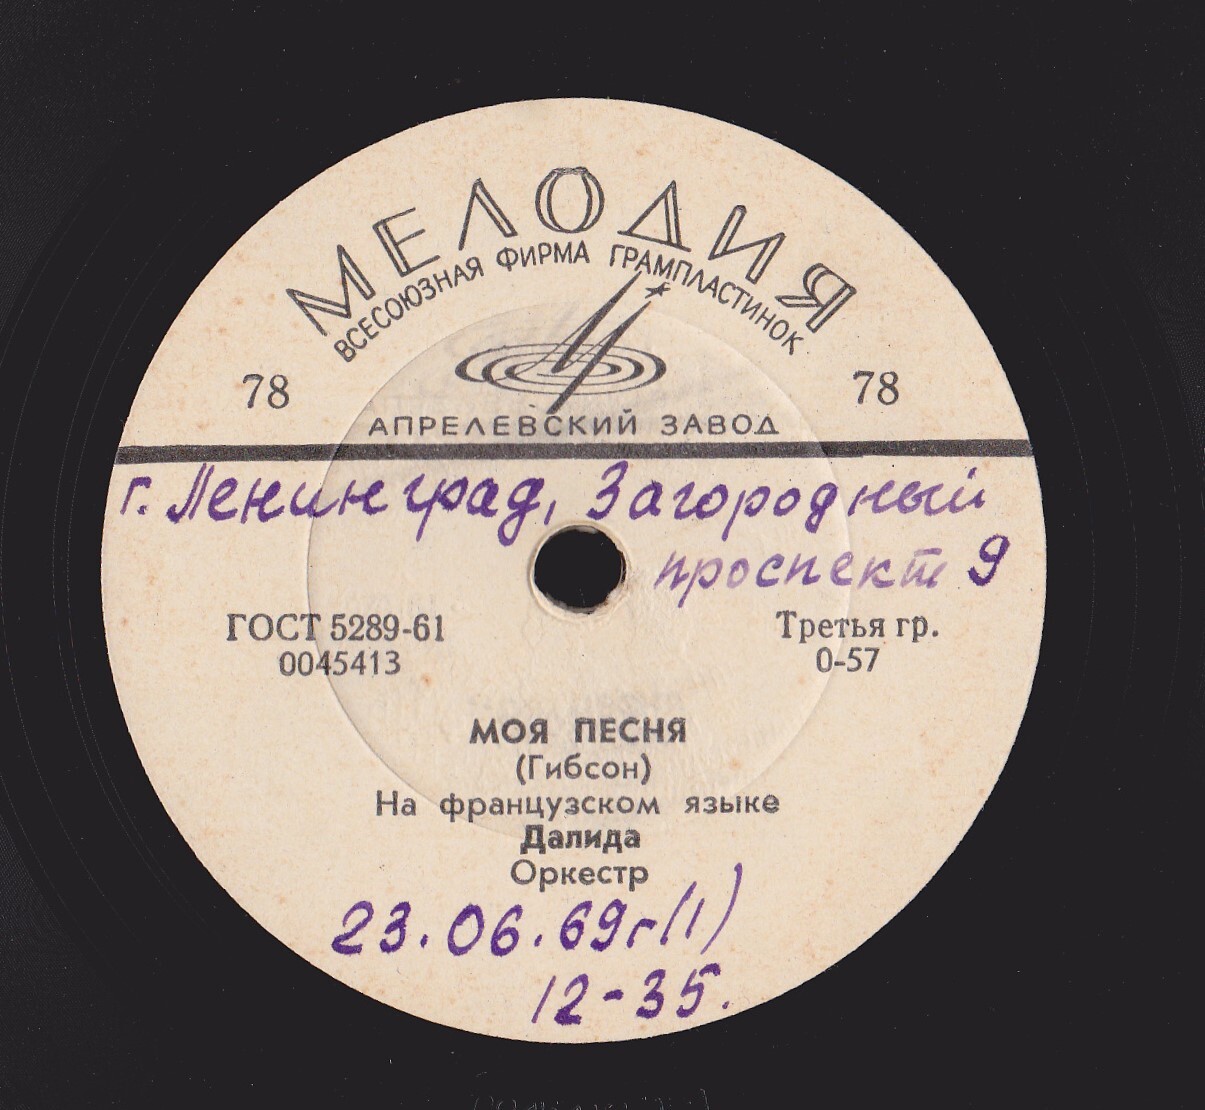 МЕЛОДИЯ
ВСЕСОЮЗНАЯ ФИРМА ГРАМПЛАСТИНОК
78 78
АПРЕЛЕВСКИЙ ЗАВОД
г. Ленинград, Загородный
проспект 9
ГОСТ 5289-61 Третья гр.
0045413 0-57
МОЯ ПЕСНЯ
(Гибсон)
На французском языке
Далида
Оркестр
23.06.69г(1)
12-35.